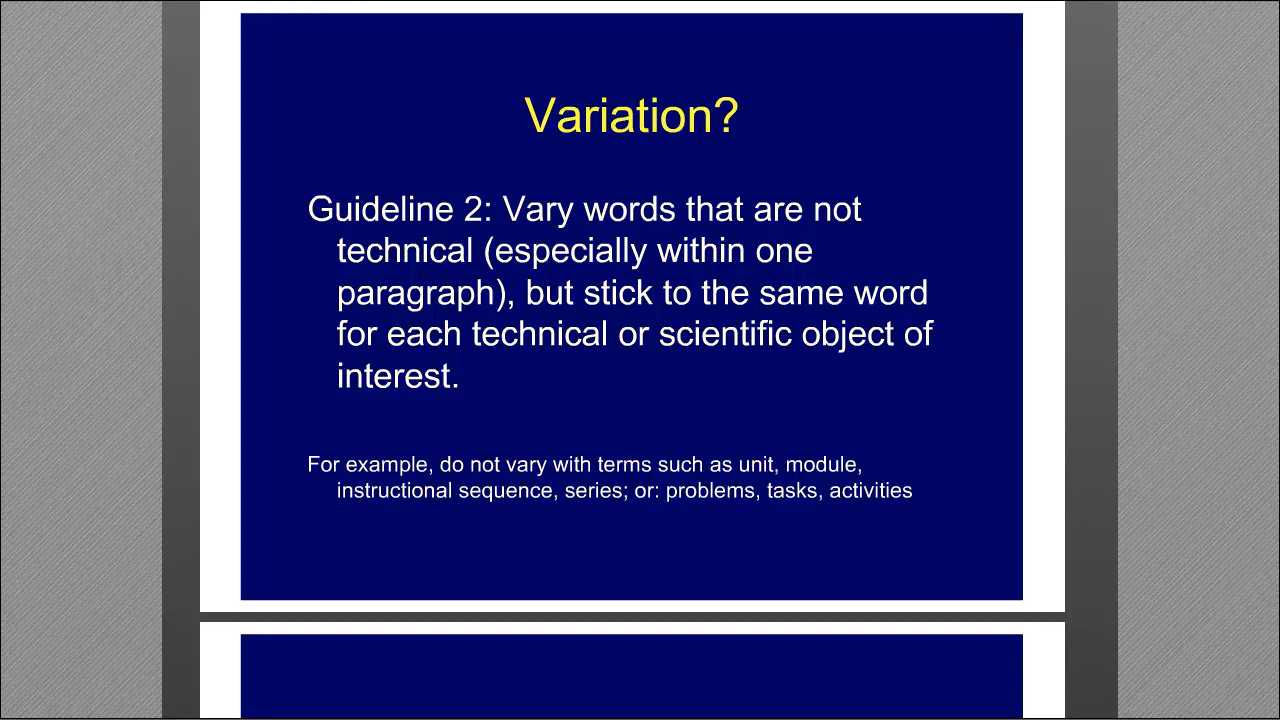 Variation?
Guideline 2: Vary words that are not
technical (especially within one
paragraph), but stick to the same word
for each technical or scientific object of
interest.
For example, do not vary with terms such as unit, module,
instructional sequence, series; or: problems, tasks, activities